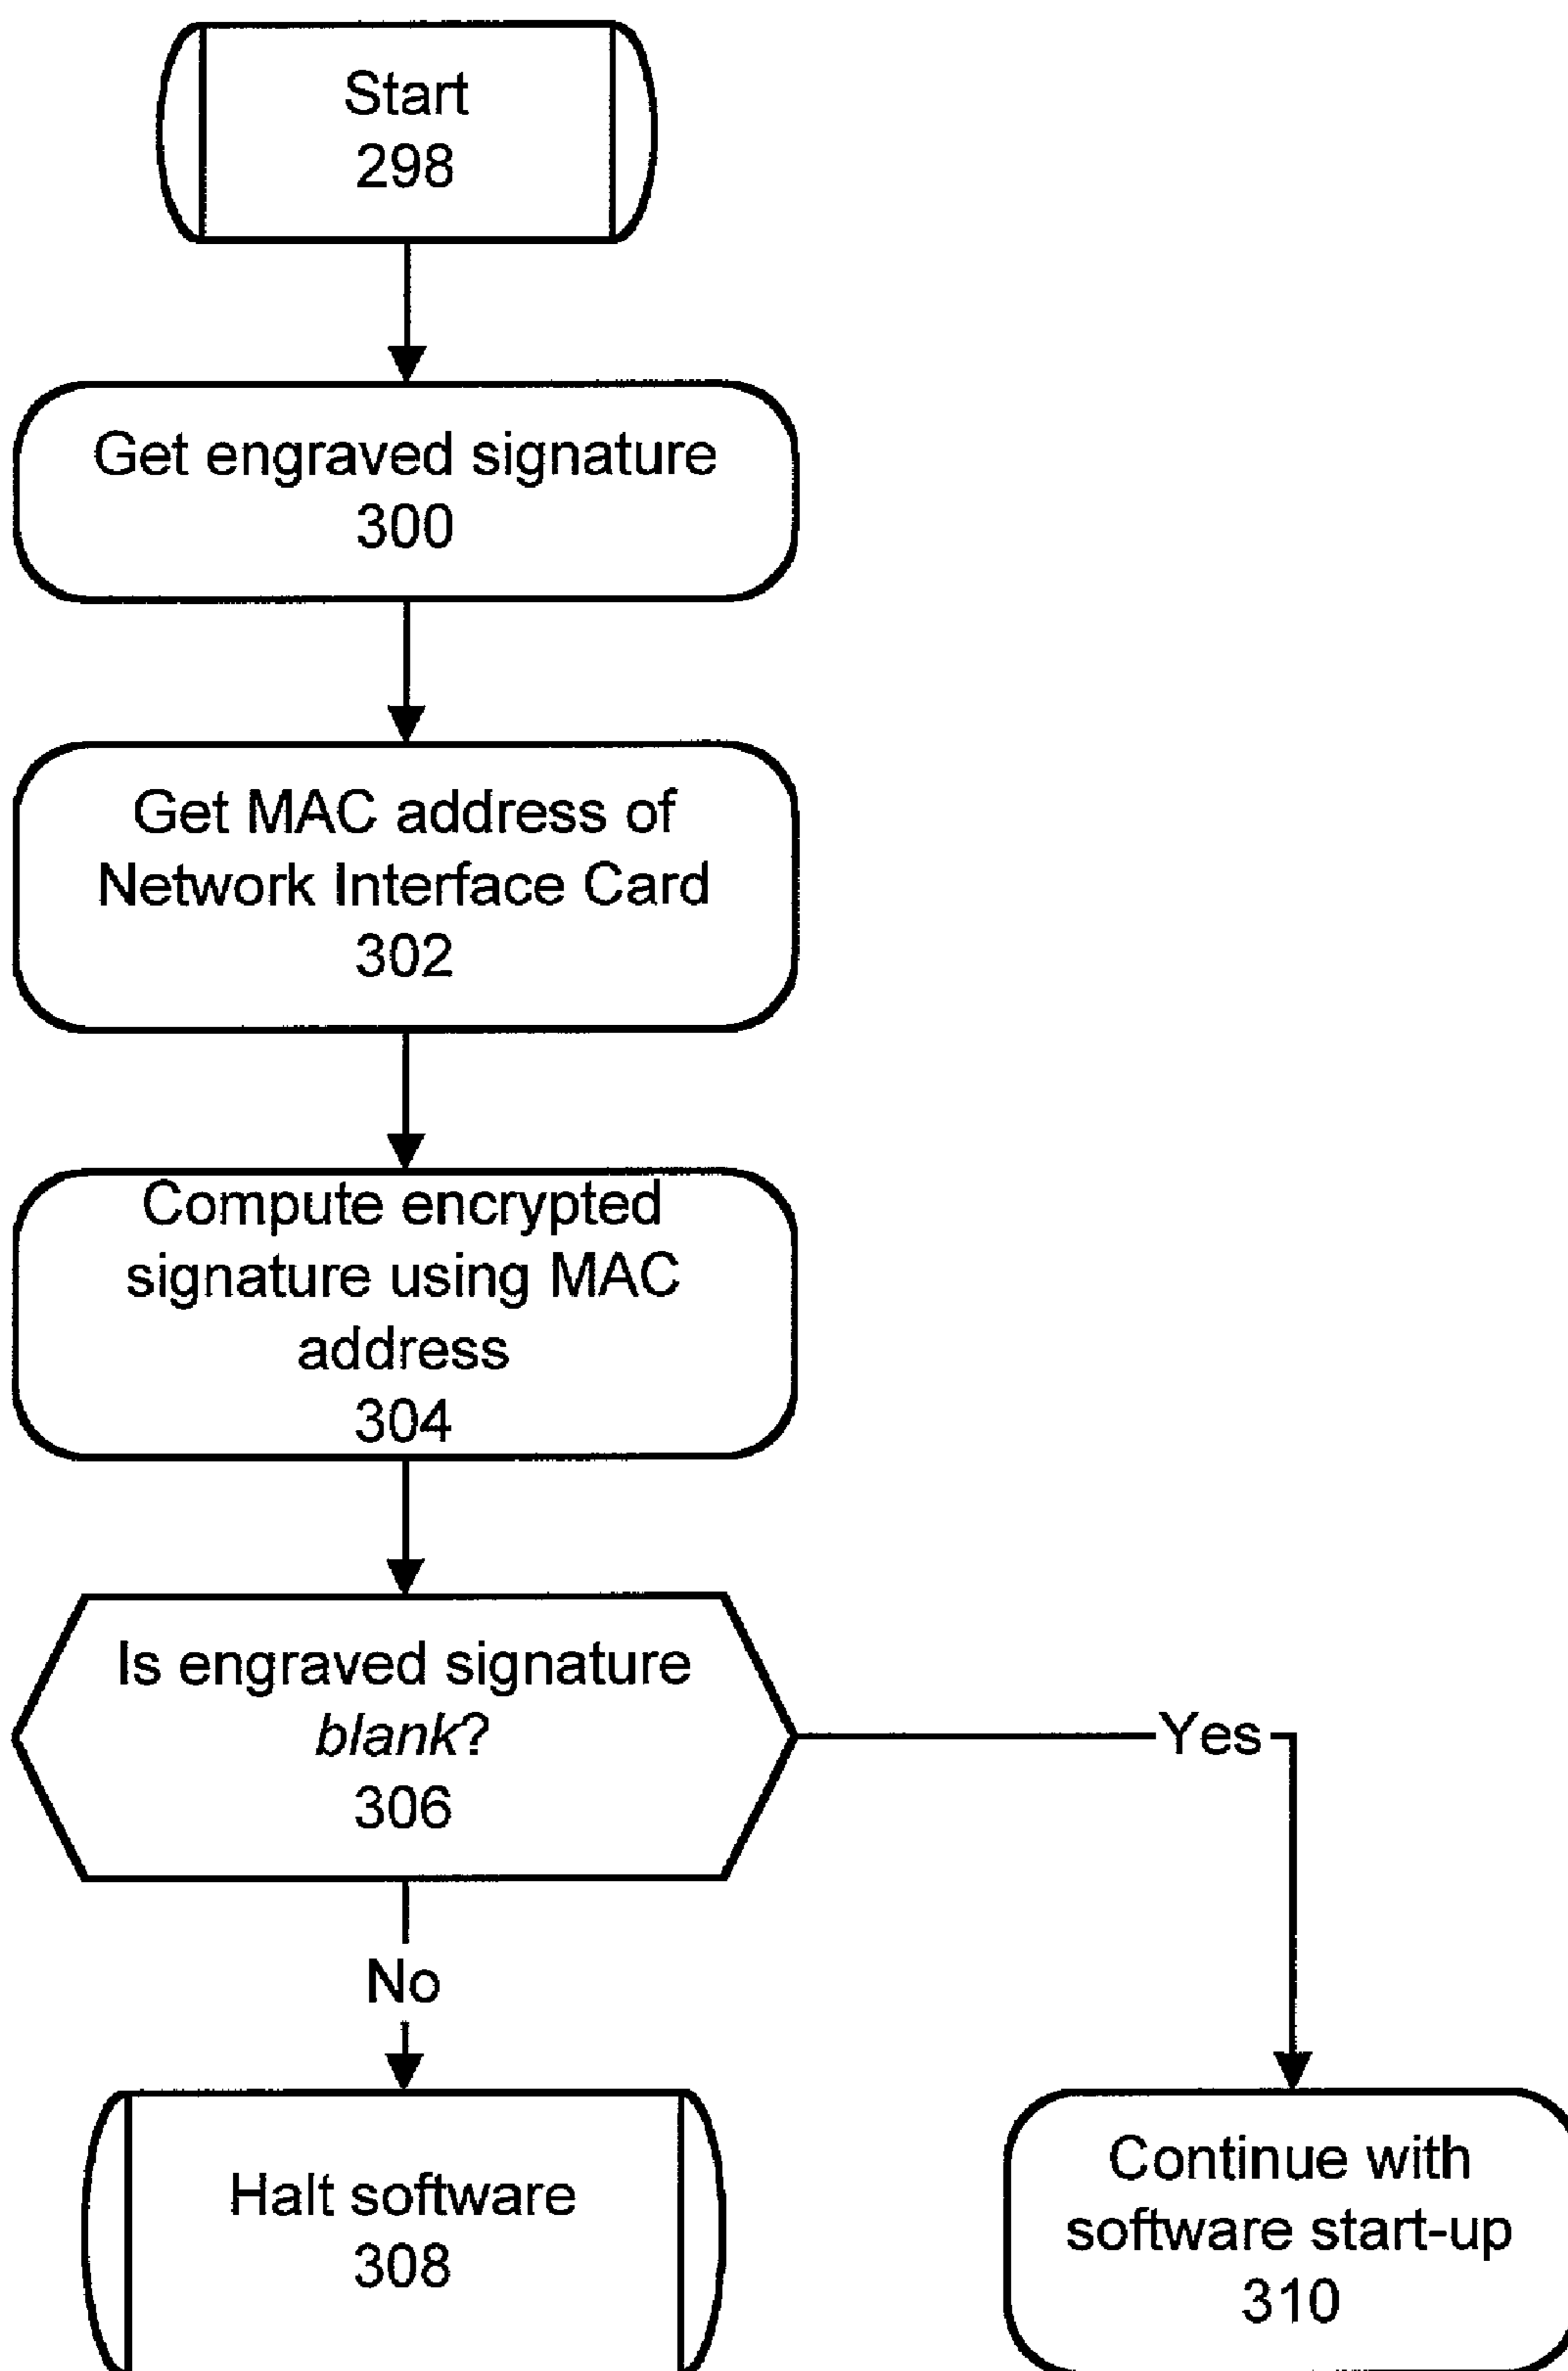 Start
298
Get engraved signature
300
Get MAC address of
Network Interface Card
302
Compute encrypted
signature using MAC
address
304
Is engraved signature
blank?
306
Yes
No
Halt software
308
Continue with
software start-up
310